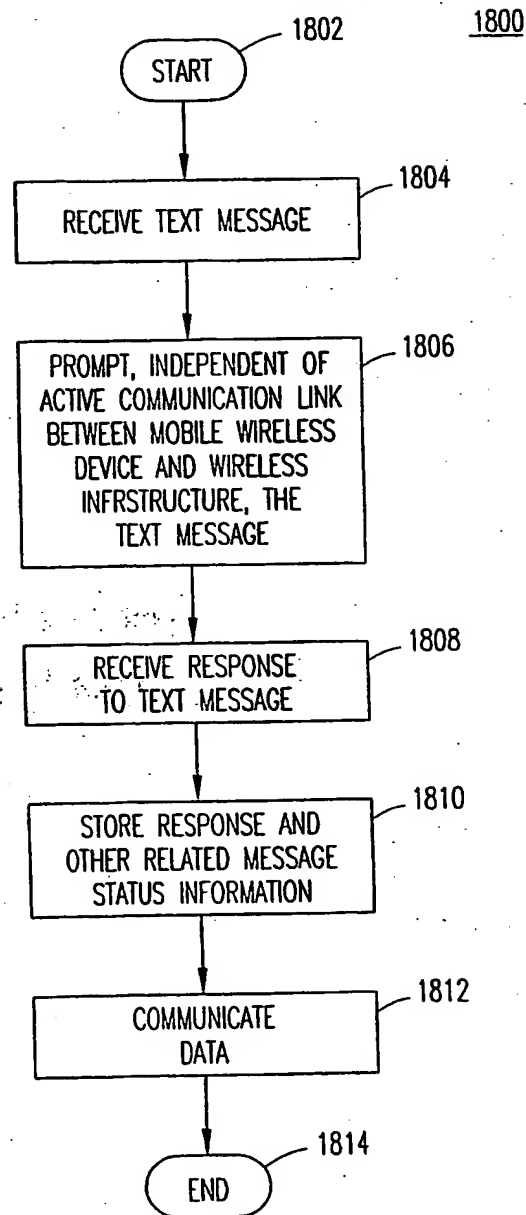 1800
1802
START
1804
RECEIVE TEXT MESSAGE
1806
PROMPT, INDEPENDENT OF
ACTIVE COMMUNICATION LINK
BETWEEN MOBILE WIRELESS
DEVICE AND WIRELESS
INFRSTRUCTURE, THE
TEXT MESSAGE
1808
RECEIVE RESPONSE
TO TEXT MESSAGE
1810
STORE RESPONSE AND
OTHER RELATED MESSAGE
STATUS INFORMATION
1812
COMMUNICATE
DATA
1814
END